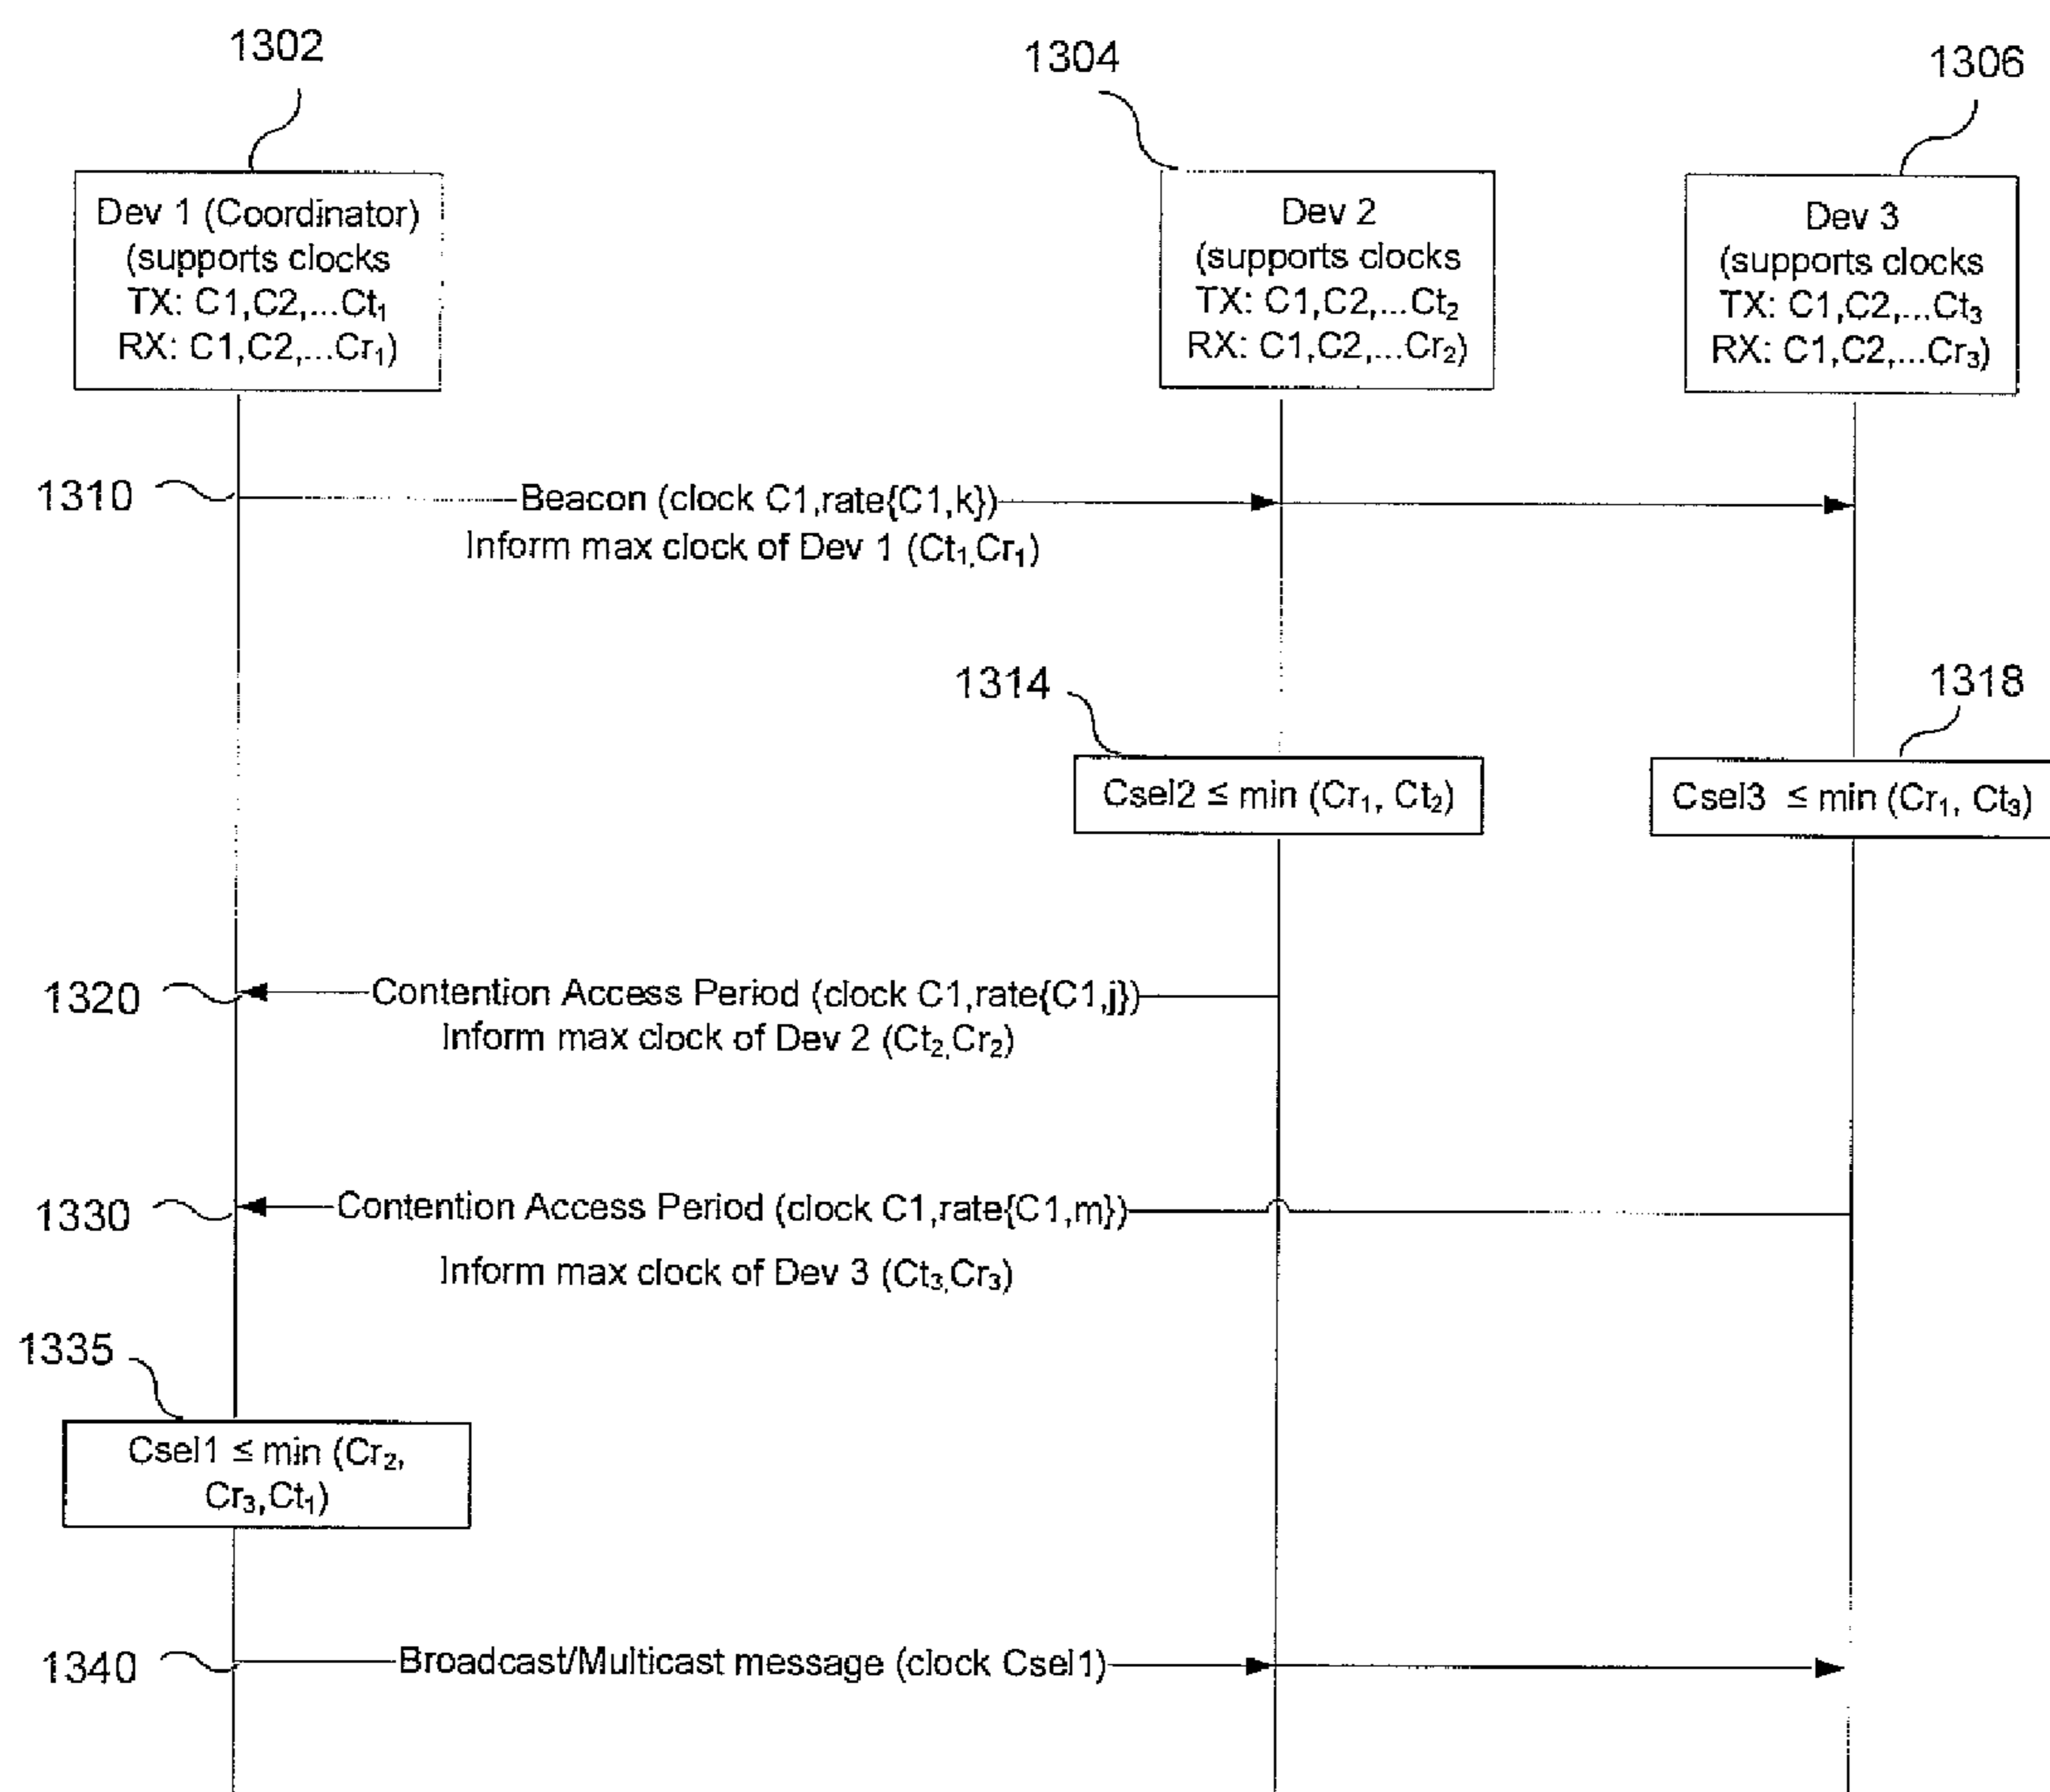 1302
1304
1306
Dev 1 (Coordinator)
(supports clocks
TX: C1,C2,...Ct₁
RX: C1,C2,...Cr₁)
Dev 2
(supports clocks
TX: C1,C2,...Ct₂
RX: C1,C2,...Cr₂)
Dev 3
(supports clocks
TX: C1,C2,...Ct₃
RX: C1,C2,...Cr₃)
1310
Beacon (clock C1,rate{C1,k})
Inform max clock of Dev 1 (Ct₁,Cr₁)
1314
1318
Csel2 ≤ min (Cr₁, Ct₂)
Csel3 ≤ min (Cr₁, Ct₃)
1320
Contention Access Period (clock C1,rate{C1,j})
Inform max clock of Dev 2 (Ct₂,Cr₂)
1330
Contention Access Period (clock C1,rate{C1,m})
Inform max clock of Dev 3 (Ct₃,Cr₃)
1335
Csel1 ≤ min (Cr₂,
Cr₃,Ct₁)
1340
Broadcast/Multicast message (clock Csel1)